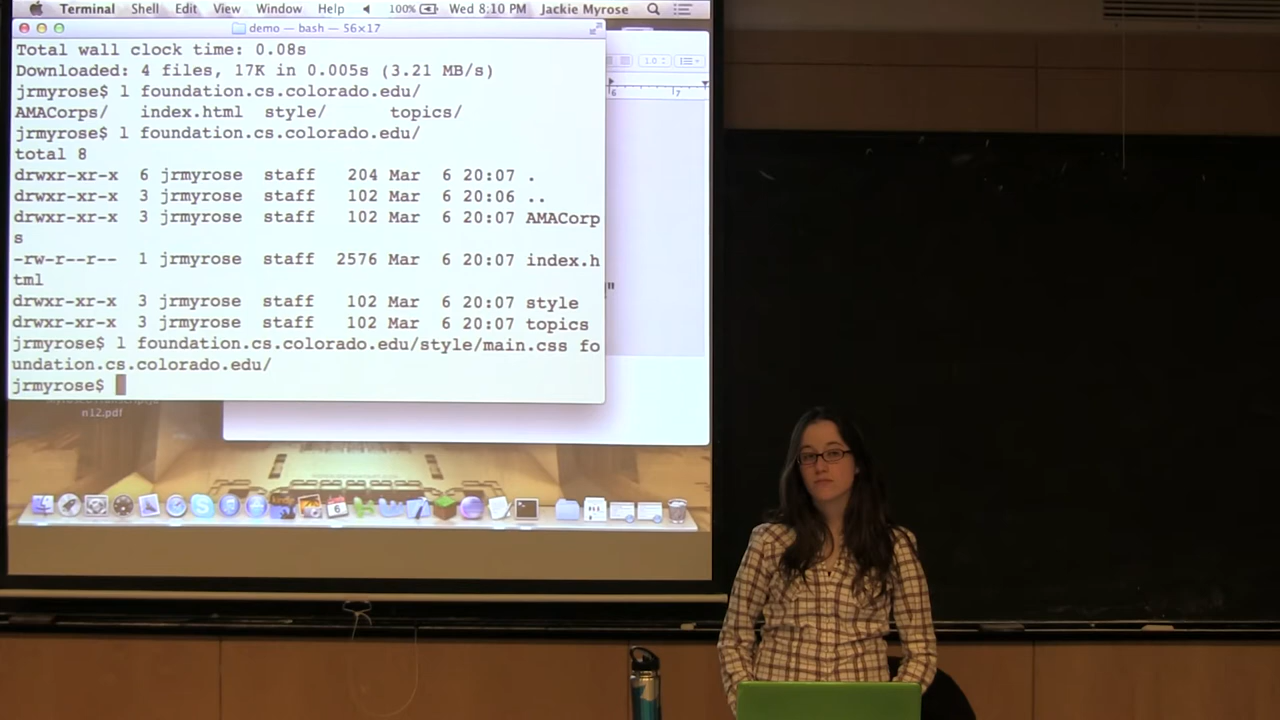 Terminal Shell Edit View Window Help 100% Wed 8:10 PM Jackie Myrose
demo — bash — 56×17
Total wall clock time: 0.08s
Downloaded: 4 files, 17K in 0.005s (3.21 MB/s)
jrmyrose$ l foundation.cs.colorado.edu/
AMACorps/ index.html style/ topics/
jrmyrose$ l foundation.cs.colorado.edu/
total 8
drwxr-xr-x 6 jrmyrose staff 204 Mar 6 20:07 .
drwxr-xr-x 3 jrmyrose staff 102 Mar 6 20:06 ..
drwxr-xr-x 3 jrmyrose staff 102 Mar 6 20:07 AMACorp
s
-rw-r--r-- 1 jrmyrose staff 2576 Mar 6 20:07 index.h
tml
drwxr-xr-x 3 jrmyrose staff 102 Mar 6 20:07 style
drwxr-xr-x 3 jrmyrose staff 102 Mar 6 20:07 topics
jrmyrose$ l foundation.cs.colorado.edu/style/main.css fo
undation.cs.colorado.edu/
jrmyrose$
1.0
6 7
"
n12.pdf
6